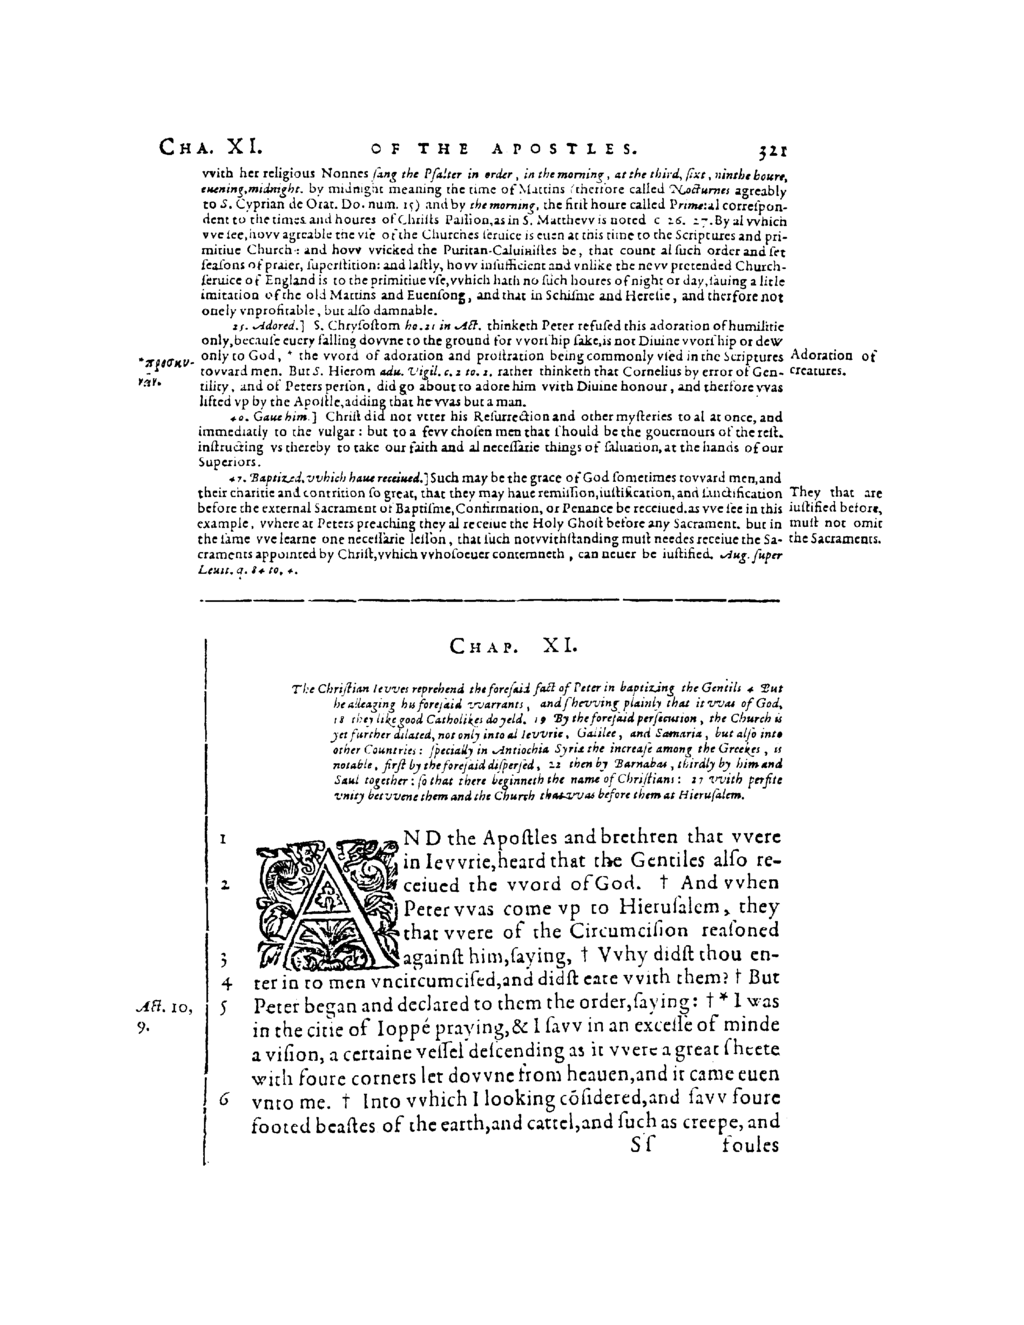 CHA. XI. OF THE APOSTLES. 321
vvith her religious Nonnes ſang the Pſalter in order, in the morning, at the third, ſixt, ninthe houre,
euening, midnight. by midnight meaning the time of Mattins (therfore called Nocturnes agreably
to S. Cyprian de Orat. Do. num. 15) and by the morning, the firſt houre called Prime: al correſpon-
dent to the times and houres of Chriſts Paſſion, as in S. Matthevv is noted c 26. 27. By al vvhich
vve ſee, hovv agreable the vſe of the Churches ſeruice is euen at this time to the Scriptures and pri-
mitiue Church: and hovv vvicked the Puritan-Caluiniſtes be, that count al ſuch order and ſet
ſeaſons of praier, ſuperſtition: and laſtly, hovv inſufficient and vnlike the nevv pretended Church-
ſeruice of England is to the primitiue vſe, vvhich hath no ſuch houres of night or day, ſauing a litle
imitation of the old Mattins and Euenſong, and that in Schiſme and Hereſie, and therfore not
onely vnprofitable, but alſo damnable.
25. Adored.] S. Chryſoſtom ho. 21 in Act. thinketh Peter refuſed this adoration of humilitie
only, becauſe euery falling dovvne to the ground for vvorſhip ſake, is not Diuine vvorſhip or dew
*προσκυ-
νεῖν.
only to God, * the vvord of adoration and proſtration being commonly vſed in the Scriptures
Adoration of
tovvard men. But S. Hierom adu. Vigil. c. 2 to. 2. rather thinketh that Cornelius by error of Gen-
creatures.
tility, and of Peters perſon, did go about to adore him vvith Diuine honour, and therfore vvas
lifted vp by the Apoſtle, adding that he vvas but a man.
40. Gaue him.] Chriſt did not vtter his Reſurrection and other myſteries to al at once, and
immediatly to the vulgar: but to a fevv choſen men that ſhould be the gouernours of the reſt.
inſtructing vs thereby to take our faith and al neceſſarie things of ſaluation, at the hands of our
Superiors.
47. Baptized, vvhich haue receiued.] Such may be the grace of God ſometimes tovvard men, and
their charitie and contrition ſo great, that they may haue remiſſion, iuſtification, and ſanctification
They that are
before the external Sacrament of Baptiſme, Confirmation, or Penance be receiued. as vve ſee in this
iuſtified before,
example, vvhere at Peters preaching they al receiue the Holy Ghoſt before any Sacrament. but in
muſt not omit
the ſame vve learne one neceſſarie leſſon, that ſuch notvvithſtanding muſt needes receiue the Sa-
the Sacraments.
craments appointed by Chriſt, vvhich vvhoſoeuer contemneth, can neuer be iuſtified. Aug. ſuper
Leuit. q. 84 to. 4.
CHAP. XI.
The Chriſtian Ievves reprehend the foreſaid fact of Peter in baptizing the Gentils 4 But
he alleaging his foreſaid vvarrants, and ſhevving plainly that it vvas of God,
18 they like good Catholikes do yeld. 19 By the foreſaid perſecution, the Church is
yet further dilated, not only into al Ievvrie, Galilee, and Samaria, but alſo into
other Countries: ſpecially in Antiochia Syria the increaſe among the Greekes, is
notable, firſt by the foreſaid diſperſed, 22 then by Barnabas, thirdly by him and
Saul together: ſo that there beginneth the name of Chriſtians: 27 vvith perfite
vnity betvvene them and the Church that vvas before them at Hieruſalem.
1 AND the Apoſtles and brethren that vvere
in Ievvrie, heard that the Gentiles alſo re-
2 ceiued the vvord of God. † And vvhen
Peter vvas come vp to Hieruſalem, they
that vvere of the Circumciſion reaſoned
3 againſt him, ſaying, † Vvhy didſt thou en-
4 ter in to men vncircumciſed, and didſt eate vvith them? † But
Act. 10,
9.
5 Peter began and declared to them the order, ſaying: † * I was
in the citie of Ioppé praying, & I ſavv in an exceſſe of minde
a viſion, a certaine veſſel deſcending as it vvere a great ſheete
with foure corners let dovvne from heauen, and it came euen
6 vnto me. † Into vvhich I looking cõſidered, and ſavv foure
footed beaſtes of the earth, and cattel, and ſuch as creepe, and
Sſ foules